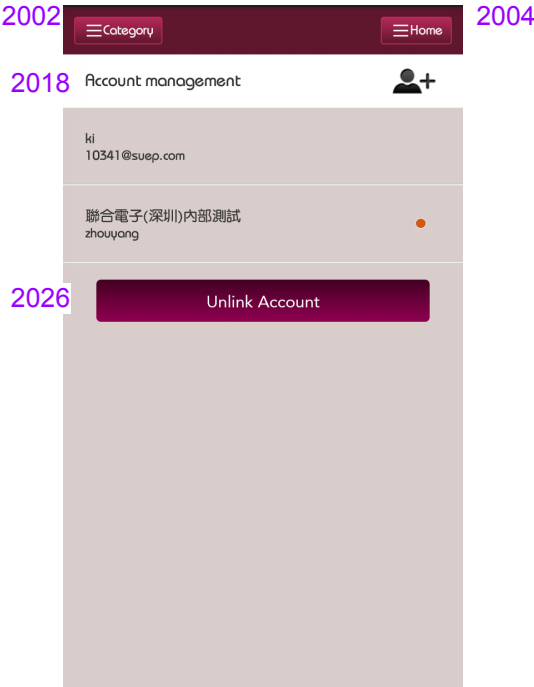 2002
Category
Home
2004
2018
Account management
ki
10341@suep.com
聯合電子(深圳)內部測試
zhouyang
2026
Unlink Account